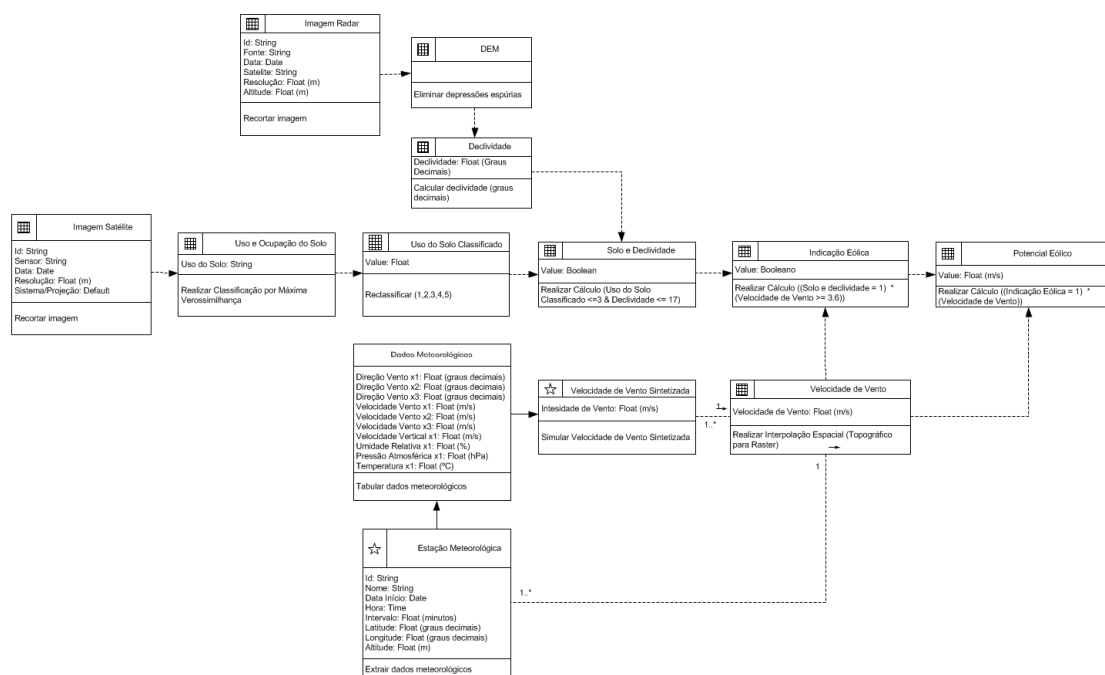 Imagem Radar
Id: String
Fonte: String
Data: Date
Satelite: String
Resolução: Float (m)
Altitude: Float (m)
Recortar imagem
DEM
Eliminar depressões espúrias
Declividade
Declividade: Float (Graus
Decimais)
Calcular declividade (graus
decimais)
Imagem Satélite
Id: String
Sensor: String
Data: Date
Resolução: Float (m)
Sistema/Projeção: Default
Recortar imagem
Uso e Ocupação do Solo
Uso do Solo: String
Realizar Classificação por Máxima
Verossimilhança
Uso do Solo Classificado
Value: Float
Reclassificar (1,2,3,4,5)
Solo e Declividade
Value: Boolean
Realizar Cálculo (Uso do Solo
Classificado <=3 & Declividade <= 17)
Indicação Eólica
Value: Booleano
Realizar Cálculo ((Solo e declividade = 1) *
(Velocidade de Vento >= 3.6))
Potencial Eólico
Value: Float (m/s)
Realizar Cálculo ((Indicação Eólica = 1) *
(Velocidade de Vento))
Dados Meteorológicos
Direção Vento x1: Float (graus decimais)
Direção Vento x2: Float (graus decimais)
Direção Vento x3: Float (graus decimais)
Velocidade Vento x1: Float (m/s)
Velocidade Vento x2: Float (m/s)
Velocidade Vento x3: Float (m/s)
Velocidade Vertical x1: Float (m/s)
Umidade Relativa x1: Float (%)
Pressão Atmosférica x1: Float (hPa)
Temperatura x1: Float (ºC)
Tabular dados meteorológicos
Velocidade de Vento Sintetizada
Intesidade de Vento: Float (m/s)
Simular Velocidade de Vento Sintetizada
1
1..*
Velocidade de Vento
Velocidade de Vento: Float (m/s)
Realizar Interpolação Espacial (Topográfico
para Raster)
1
Estação Meteorológica
Id: String
Nome: String
Data Início: Date
Hora: Time
Intervalo: Float (minutos)
Latitude: Float (graus decimais)
Longitude: Float (graus decimais)
Altitude: Float (m)
Extrair dados meteorológicos
1..*